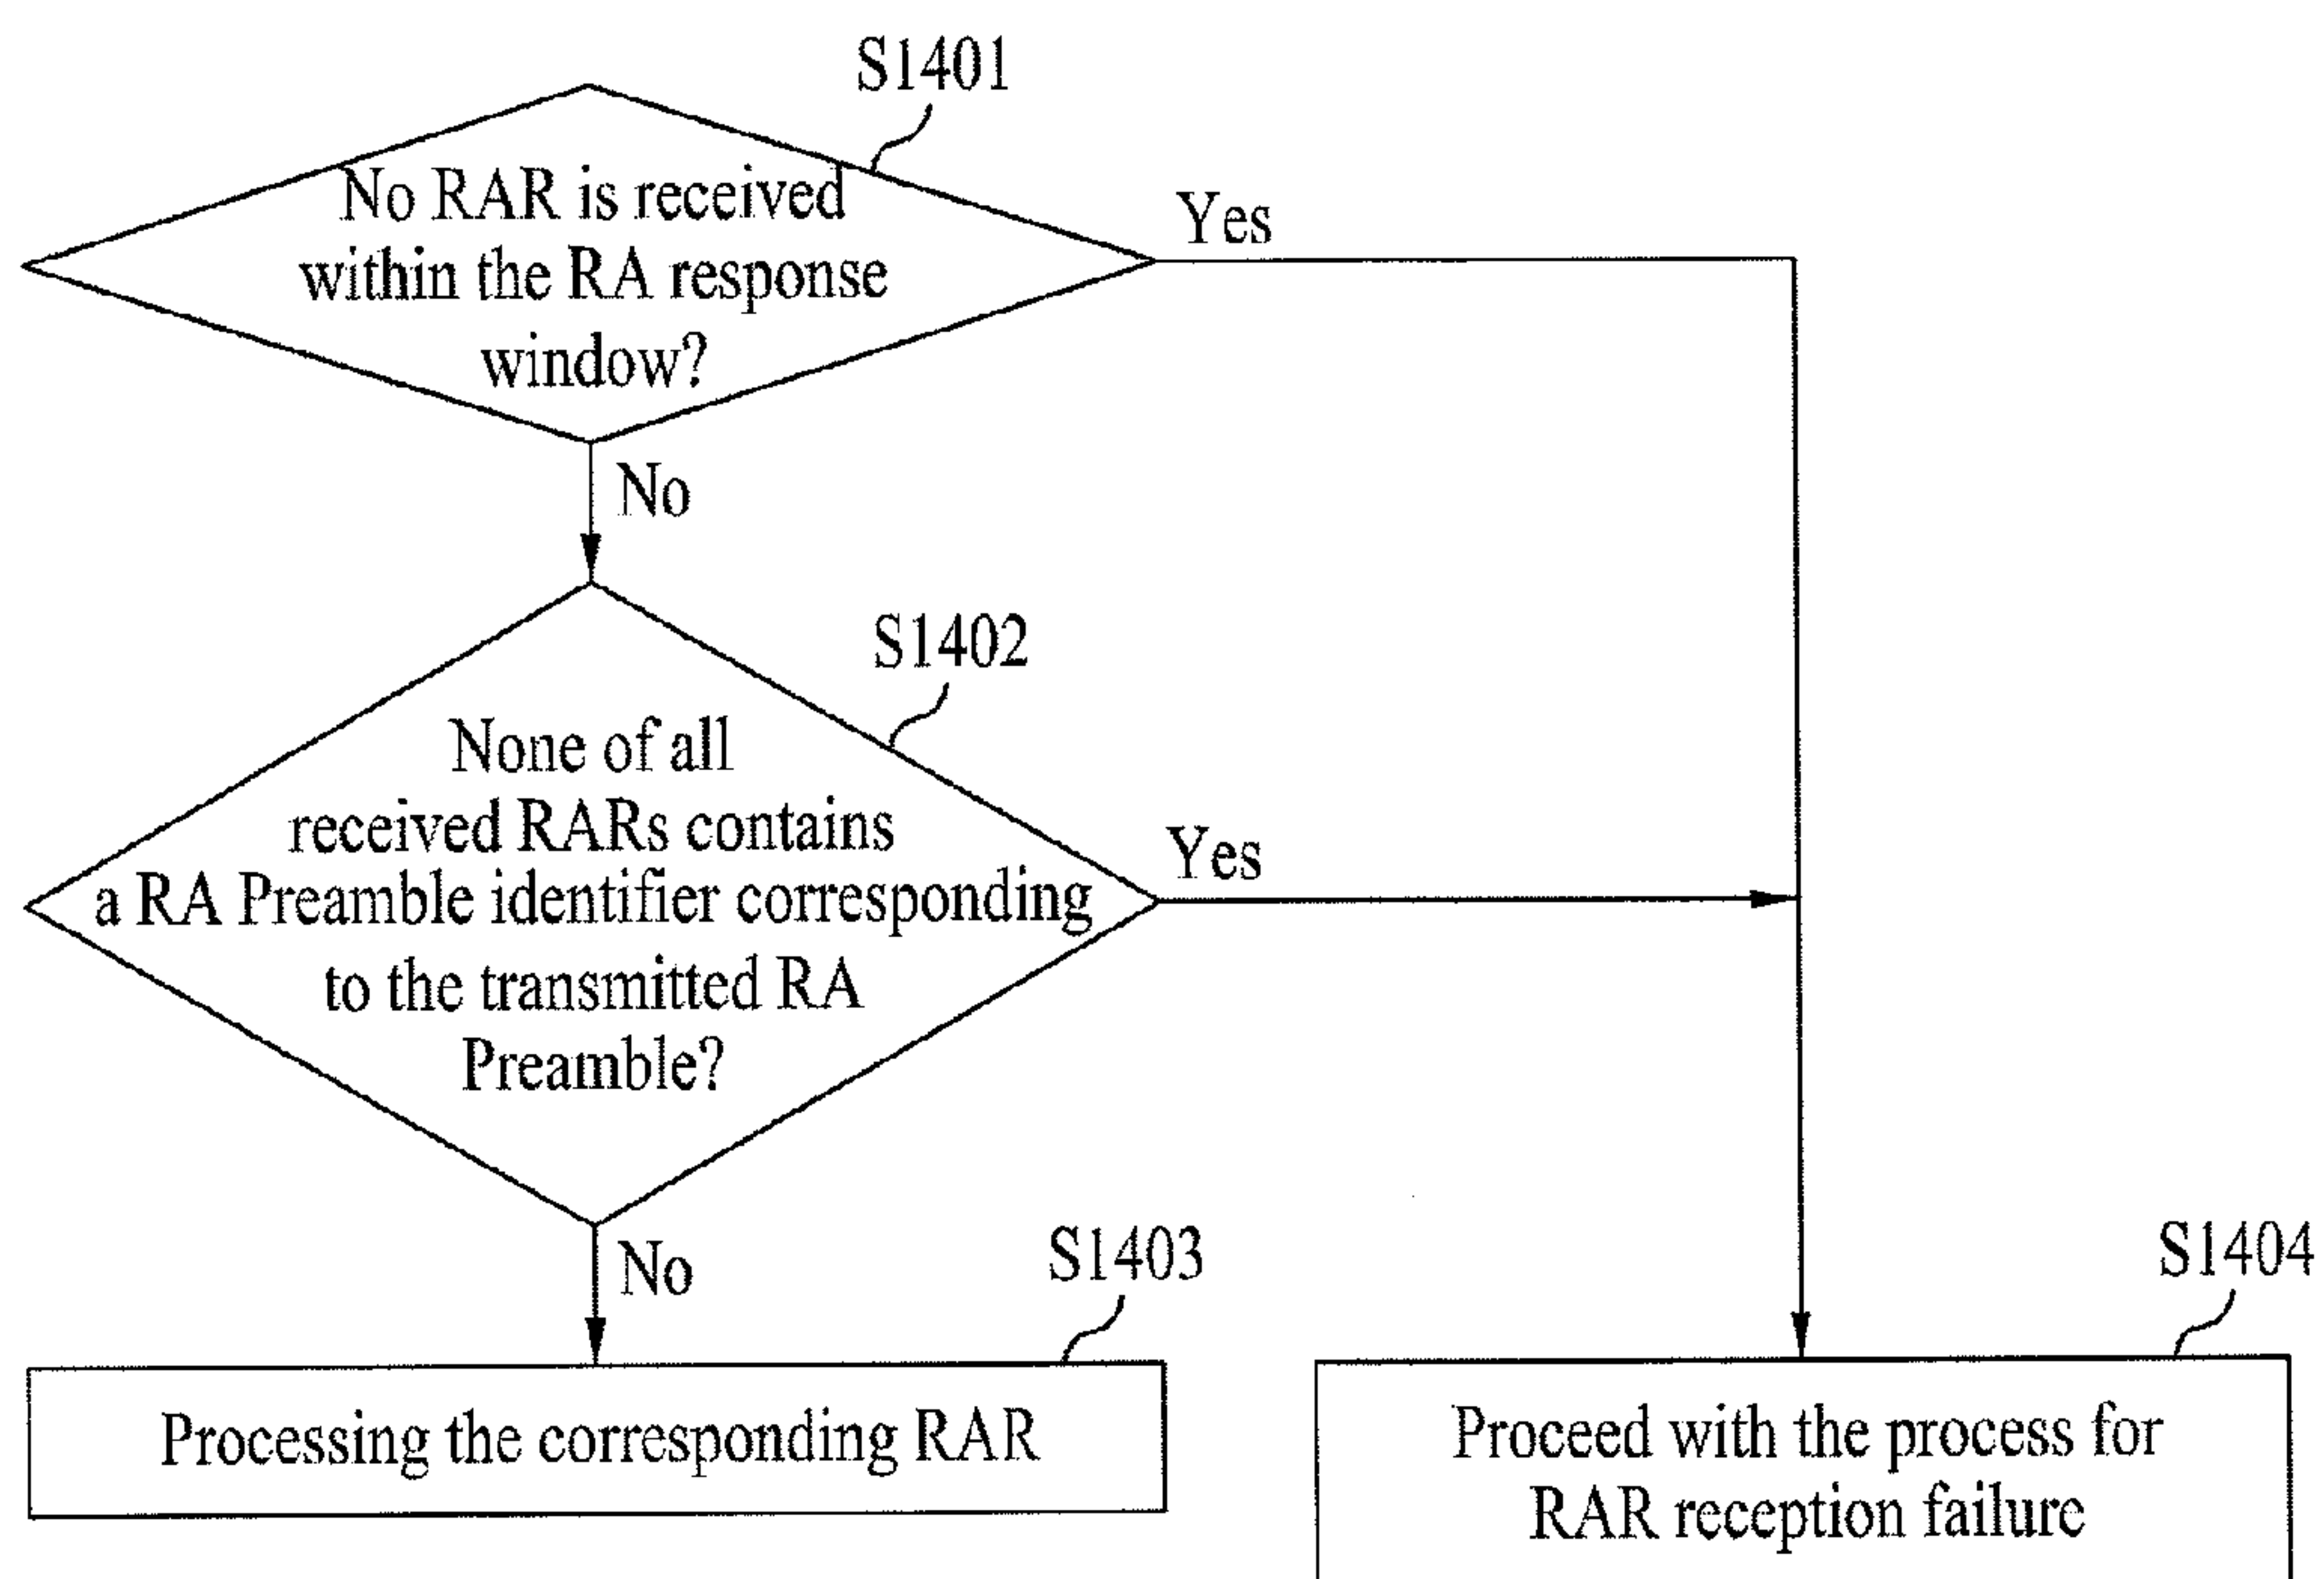 S1401
No RAR is received
within the RA response
window?
Yes
No
S1402
None of all
received RARs contains
a RA Preamble identifier corresponding
to the transmitted RA
Preamble?
Yes
No
S1403
Processing the corresponding RAR
S1404
Proceed with the process for
RAR reception failure